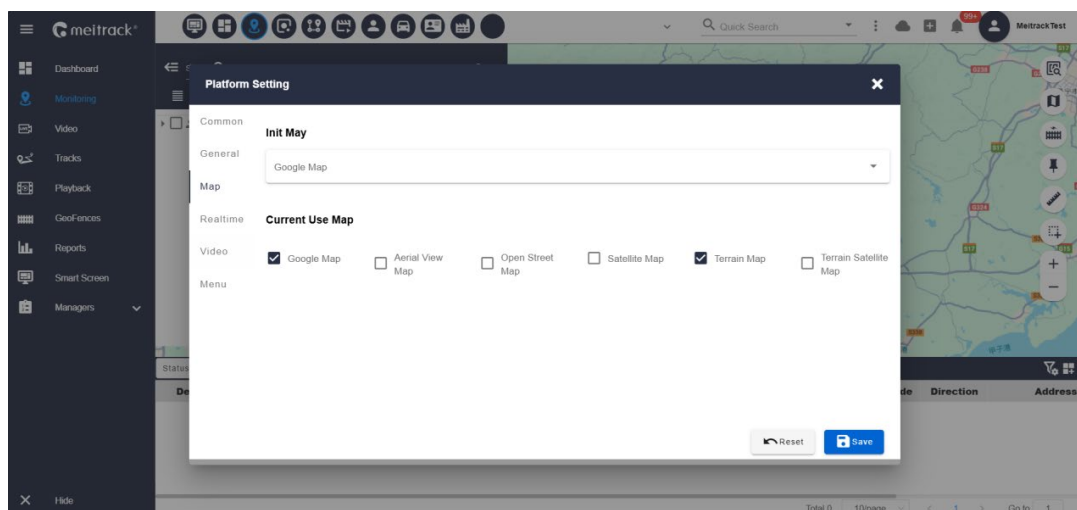 meitrack
Quick Search
99+
MeitrackTest
Dashboard
Monitoring
Video
Tracks
Playback
GeoFences
Reports
Smart Screen
Managers
Hide
Platform Setting
Common
General
Map
Realtime
Video
Menu
Init May
Google Map
Current Use Map
Google Map
Aerial View
Map
Open Street
Map
Satellite Map
Terrain Map
Terrain Satellite
Map
Reset
Save
G238
G324
Status
De
de Direction Address
Total 0 10/page 1 Go to 1